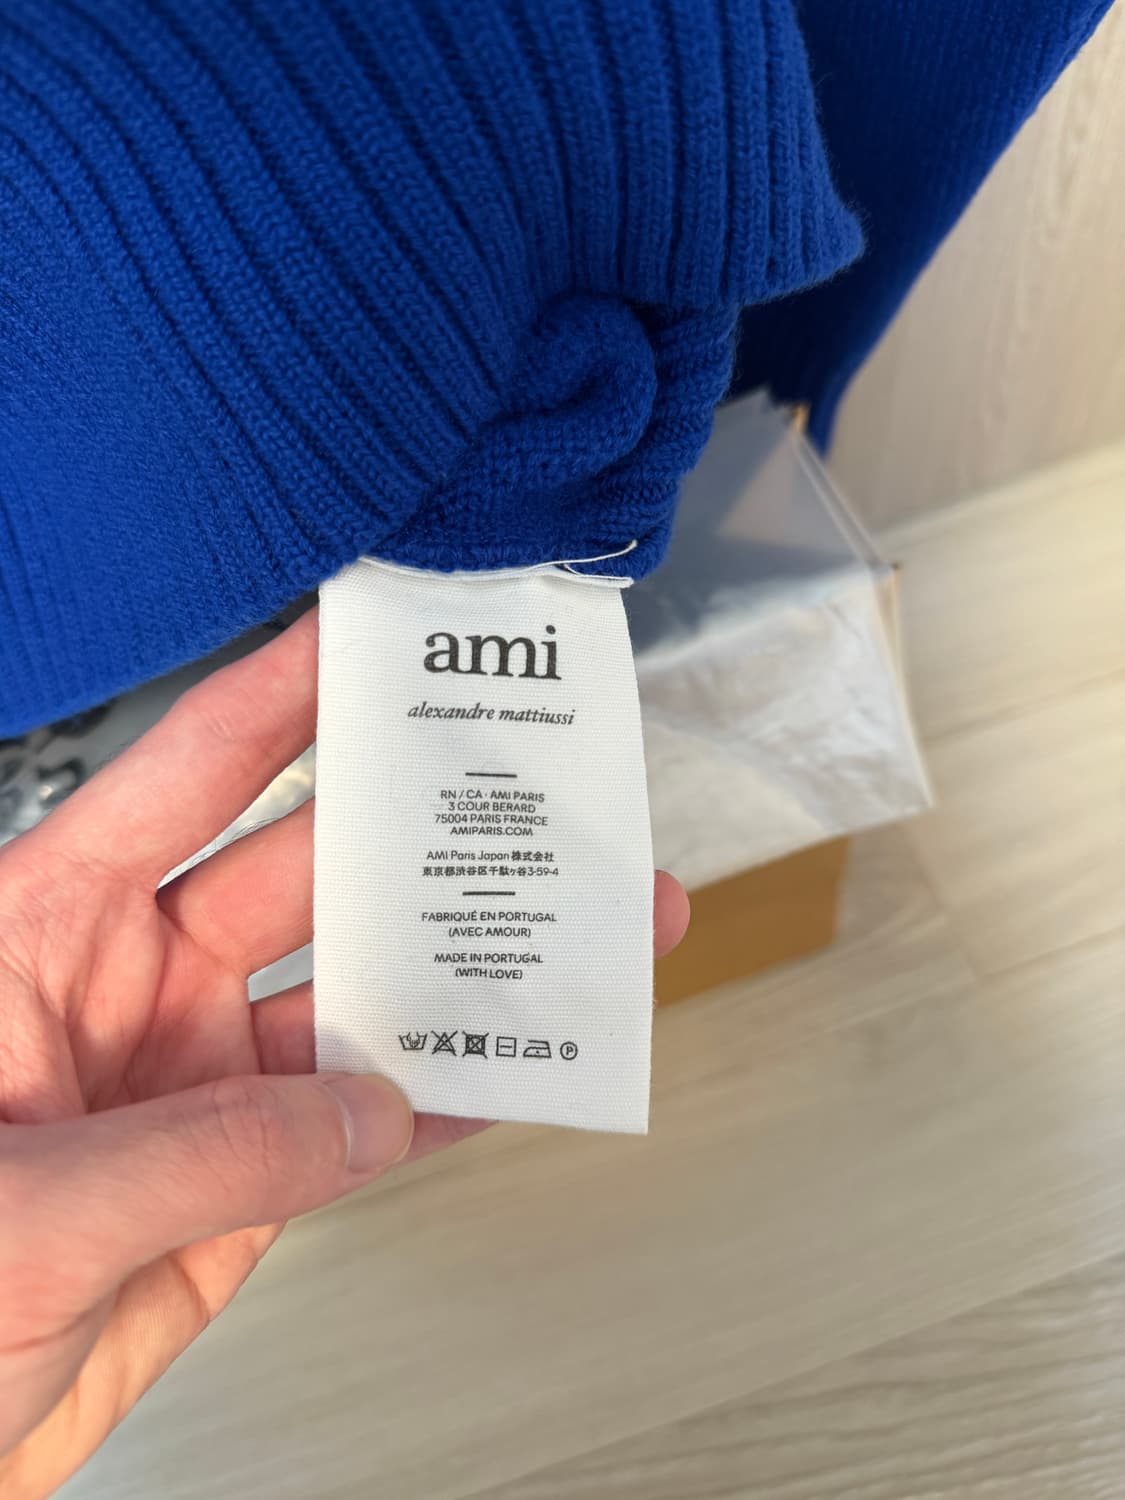 ami
alexandre mattiussi
RN / CA · AMI PARIS
3 COUR BERARD
75004 PARIS FRANCE
AMIPARIS.COM
AMI Paris Japan 株式会社
東京都渋谷区千駄ヶ谷3-59-4
FABRIQUÉ EN PORTUGAL
(AVEC AMOUR)
MADE IN PORTUGAL
(WITH LOVE)
P